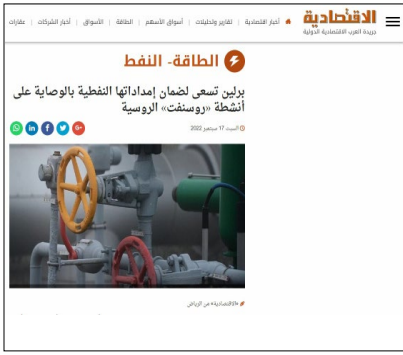 الاقتصادية
جريدة العرب الاقتصادية الدولية
أخبار اقتصادية | تقارير وتحليلات | أسواق الأسهم | الطاقة | الأسواق | أخبار الشركات | عقارات
الطاقة- النفط
برلين تسعى لضمان إمداداتها النفطية بالوصاية على
أنشطة «روسنفت» الروسية
السبت 17 سبتمبر 2022
«الاقتصادية» من الرياض